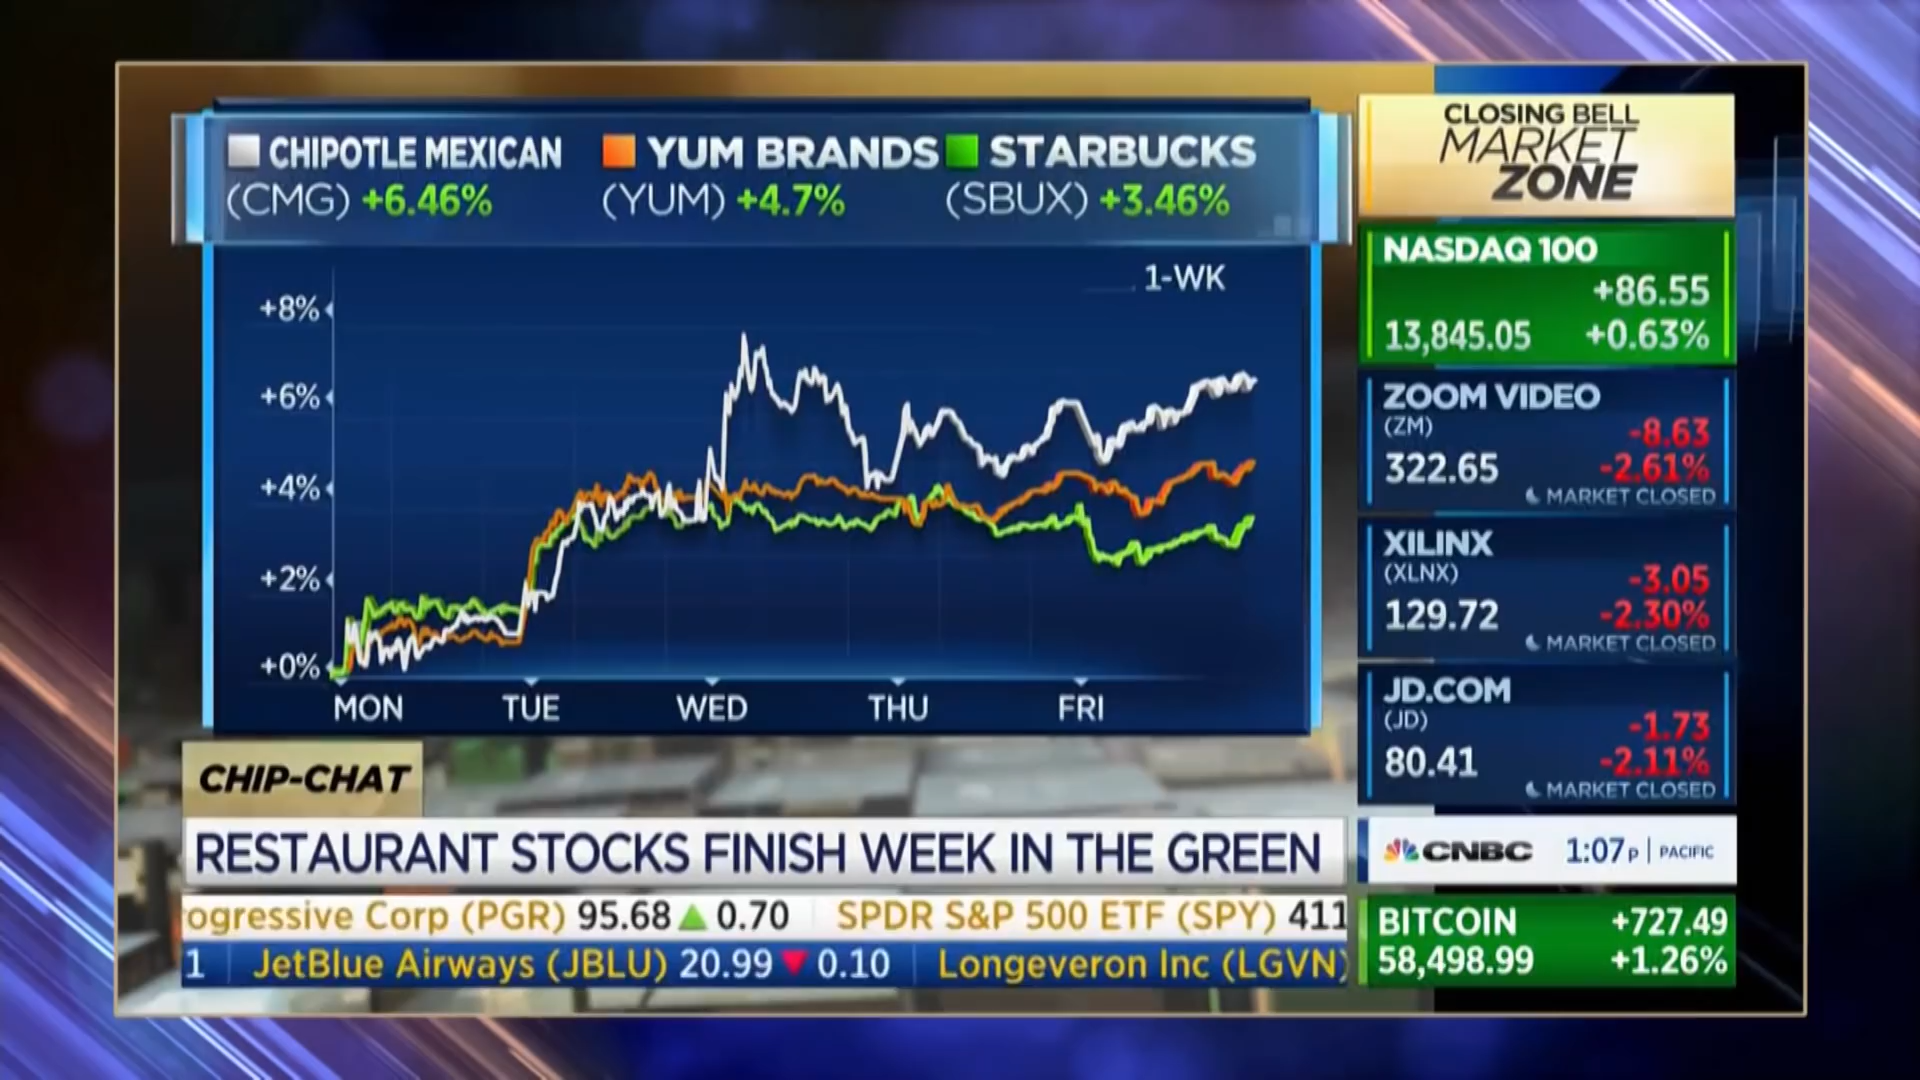 CHIPOTLE MEXICAN
(CMG) +6.46%
YUM BRANDS
(YUM) +4.7%
STARBUCKS
(SBUX) +3.46%
1-WK
+8%
+6%
+4%
+2%
+0%
MON TUE WED THU FRI
CLOSING BELL
MARKET
ZONE
NASDAQ 100
+86.55
13,845.05 +0.63%
ZOOM VIDEO
(ZM) -8.63
322.65 -2.61%
MARKET CLOSED
XILINX
(XLNX) -3.05
129.72 -2.30%
MARKET CLOSED
JD.COM
(JD) -1.73
80.41 -2.11%
MARKET CLOSED
CHIP-CHAT
RESTAURANT STOCKS FINISH WEEK IN THE GREEN
CNBC 1:07P | PACIFIC
ogressive Corp (PGR) 95.68 ▲ 0.70 SPDR S&P 500 ETF (SPY) 411
1 JetBlue Airways (JBLU) 20.99 ▼ 0.10 Longeveron Inc (LGVN)
BITCOIN +727.49
58,498.99 +1.26%